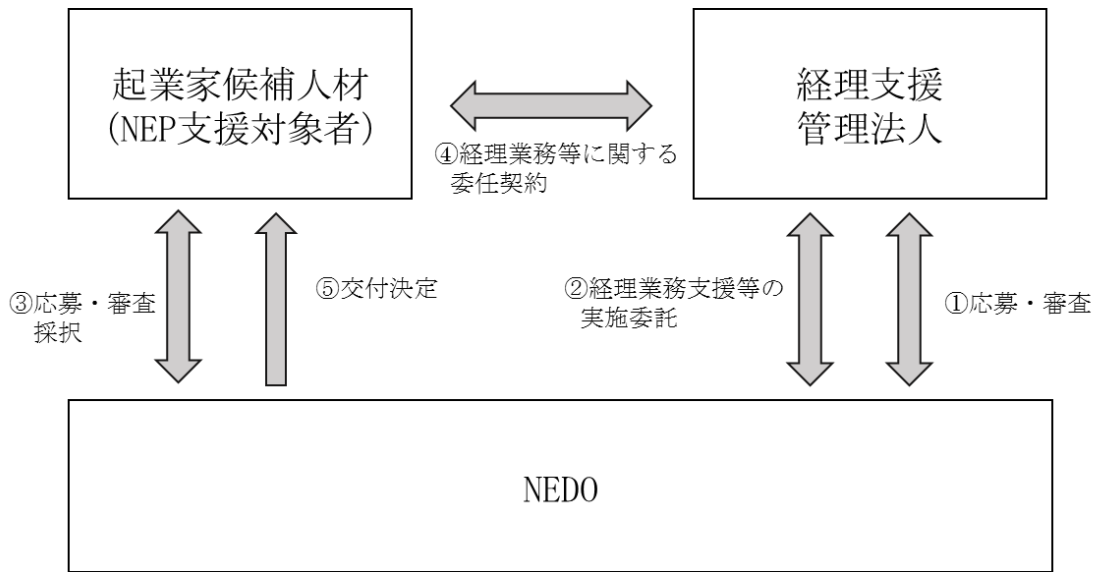 起業家候補人材
(NEP支援対象者)
経理支援
管理法人
④経理業務等に関する
委任契約
③応募・審査
採択
⑤交付決定
②経理業務支援等の
実施委託
①応募・審査
NEDO